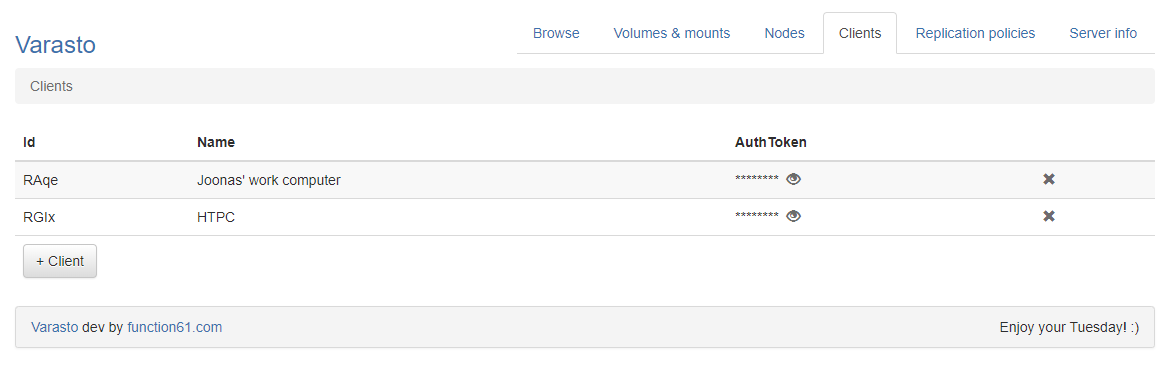 Varasto
Browse Volumes & mounts Nodes Clients Replication policies Server info
Clients
Id Name AuthToken
RAqe Joonas' work computer ********
RGIx HTPC ********
+ Client
Varasto dev by function61.com Enjoy your Tuesday! :)